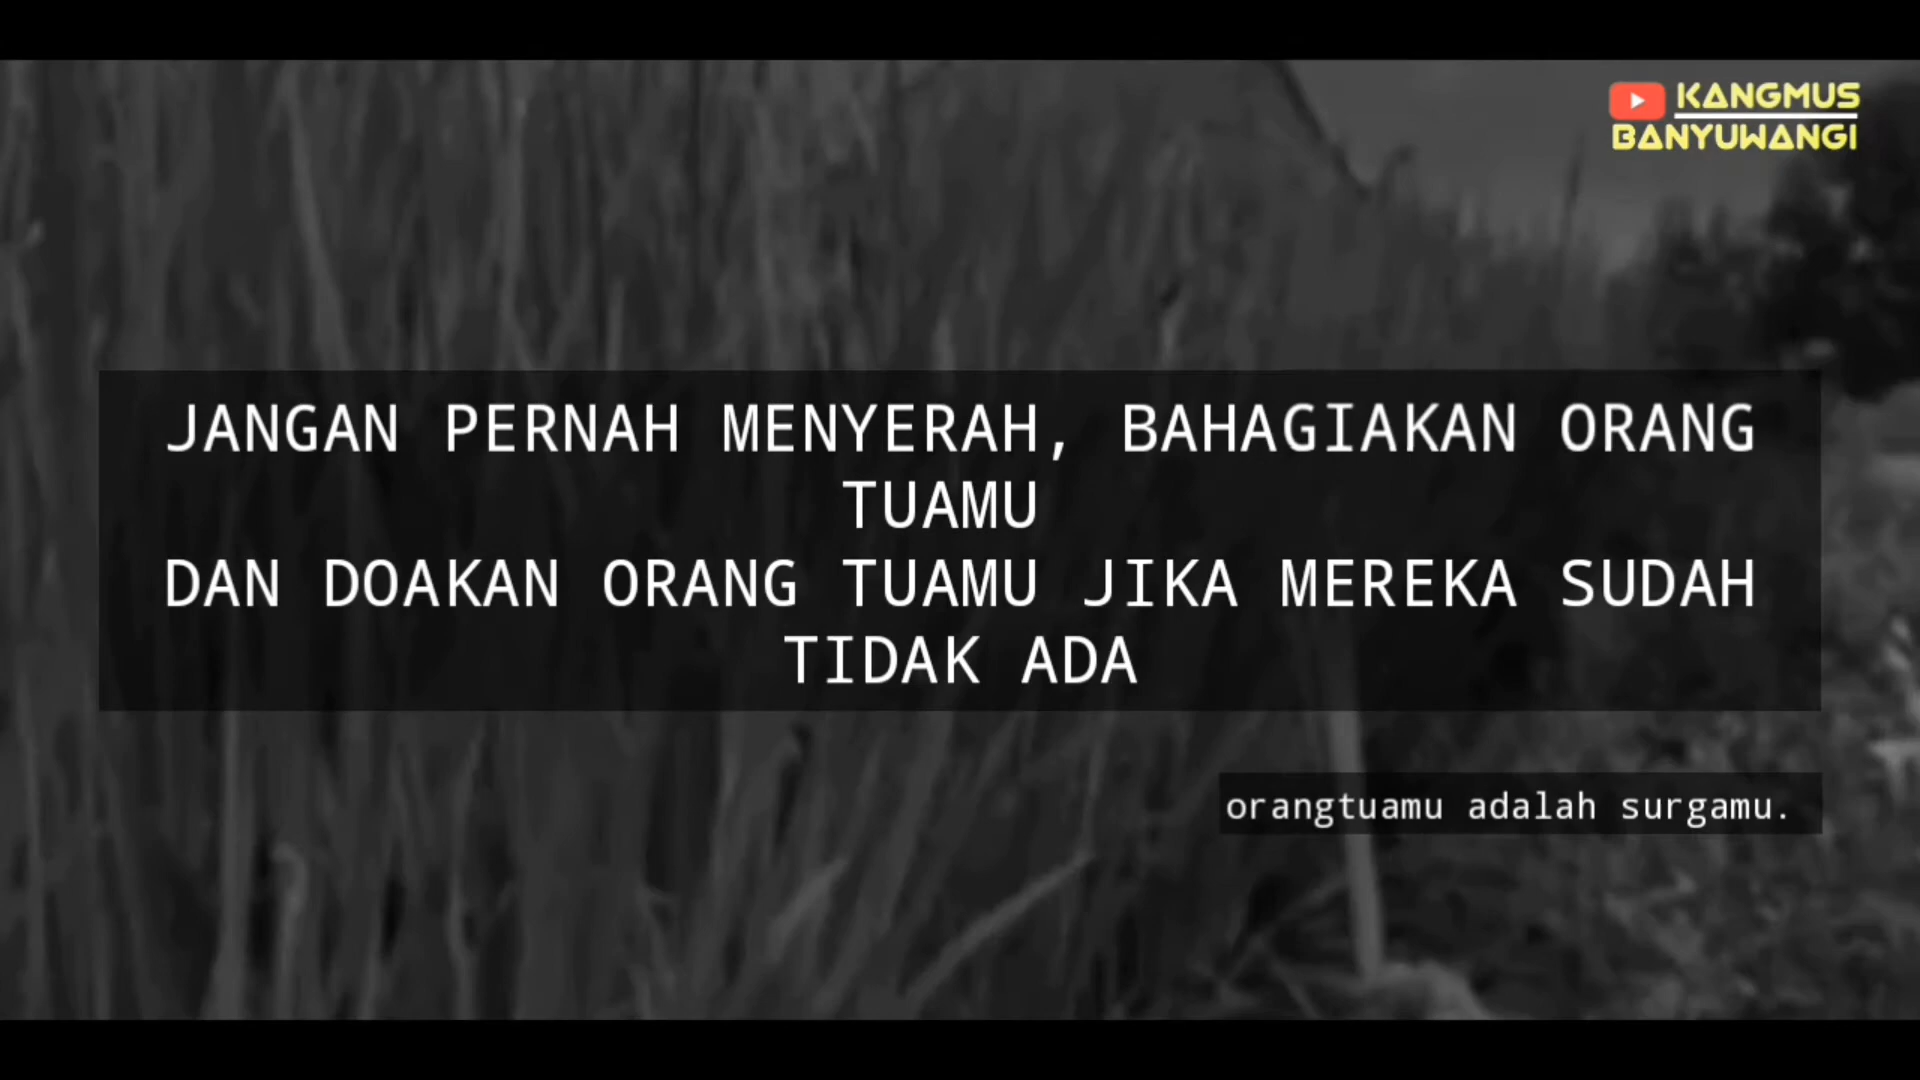 KANGMUS
BANYUWANGI
JANGAN PERNAH MENYERAH, BAHAGIAKAN ORANG
TUAMU
DAN DOAKAN ORANG TUAMU JIKA MEREKA SUDAH
TIDAK ADA
orangtuamu adalah surgamu.